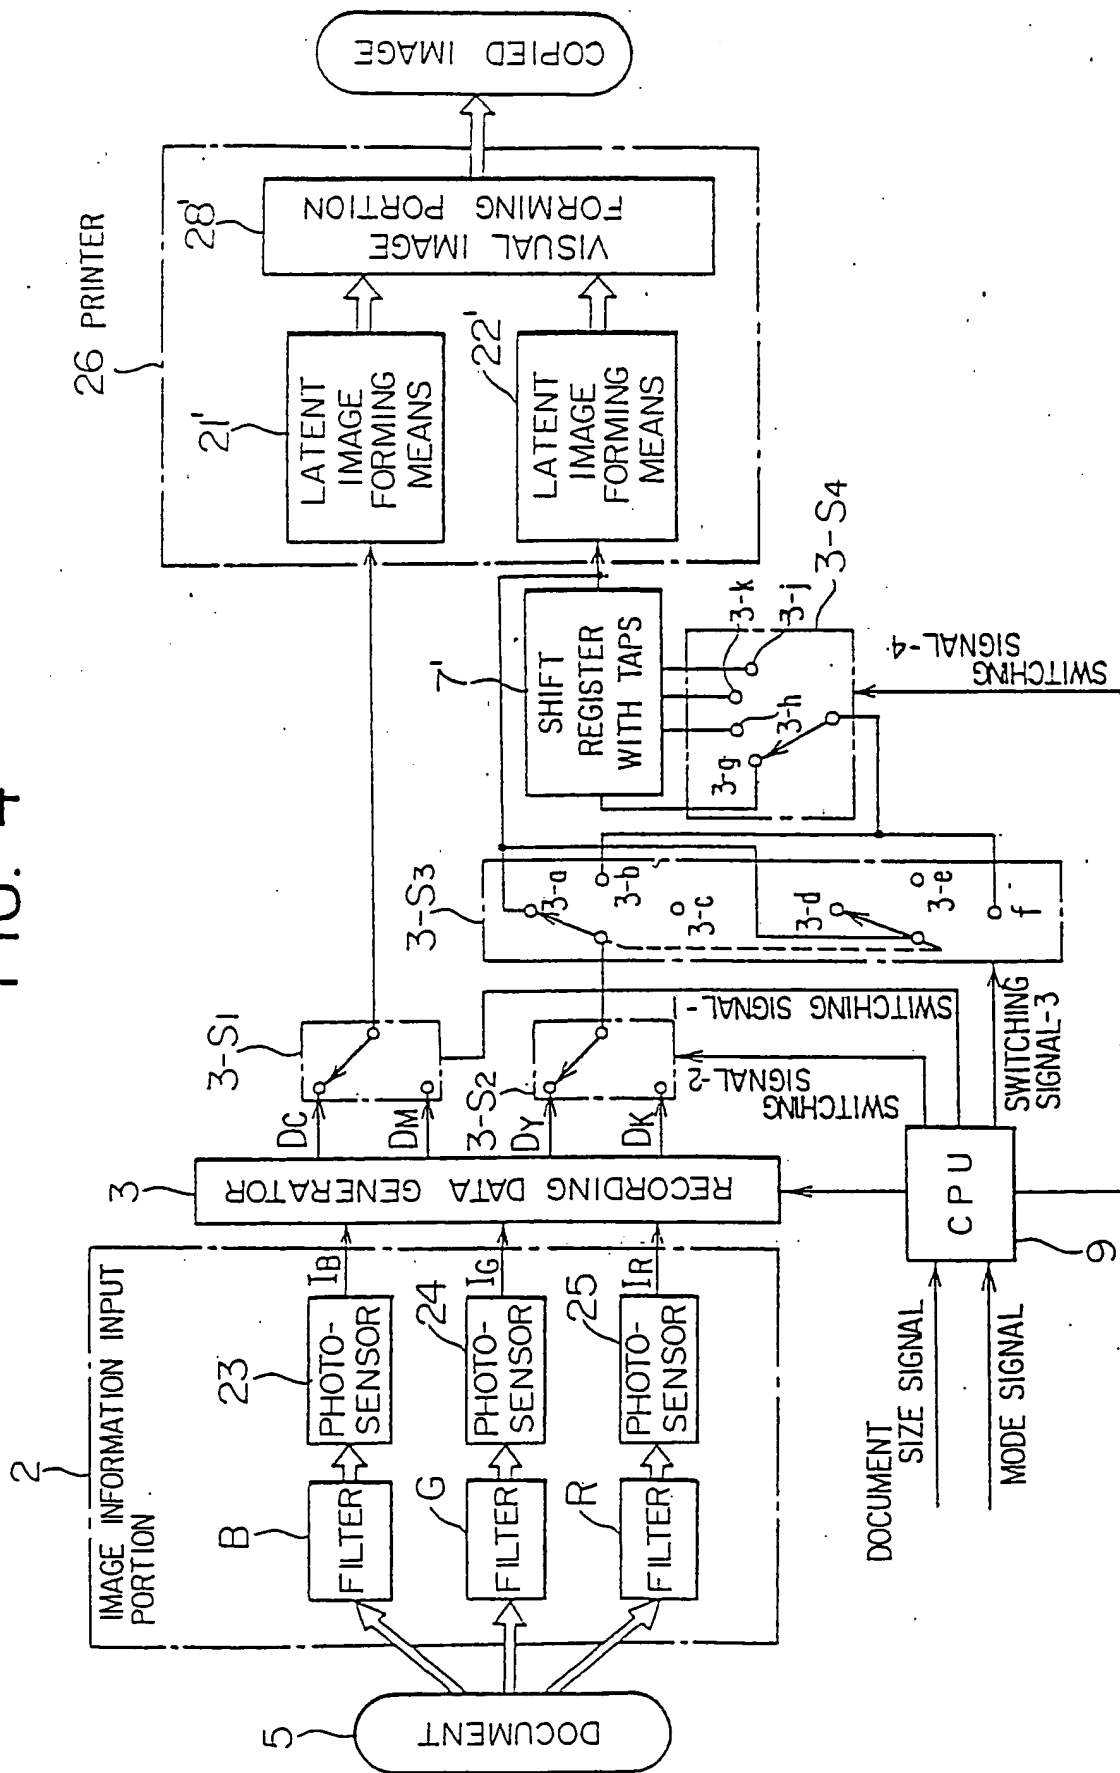 FIG. 4
2
IMAGE INFORMATION INPUT
PORTION
5
DOCUMENT
B
FILTER
G
FILTER
R
FILTER
23
PHOTO-
SENSOR
24
PHOTO-
SENSOR
25
PHOTO-
SENSOR
IB
IG
IR
3
RECORDING DATA
GENERATOR
DC
DM
DY
DK
3-S1
3-S2
3-S3
3-a
3-b
3-c
3-d
3-e
f
DOCUMENT
SIZE SIGNAL
MODE SIGNAL
CPU
9
SWITCHING
SIGNAL-2
SWITCHING SIGNAL-
SWITCHING
SIGNAL-3
SWITCHING
SIGNAL-4
7'
SHIFT
REGISTER
WITH TAPS
3-g
3-h
3-k
3-j
3-S4
26 PRINTER
21'
LATENT
IMAGE
FORMING
MEANS
22'
LATENT
IMAGE
FORMING
MEANS
28'
VISUAL IMAGE
FORMING PORTION
COPIED IMAGE